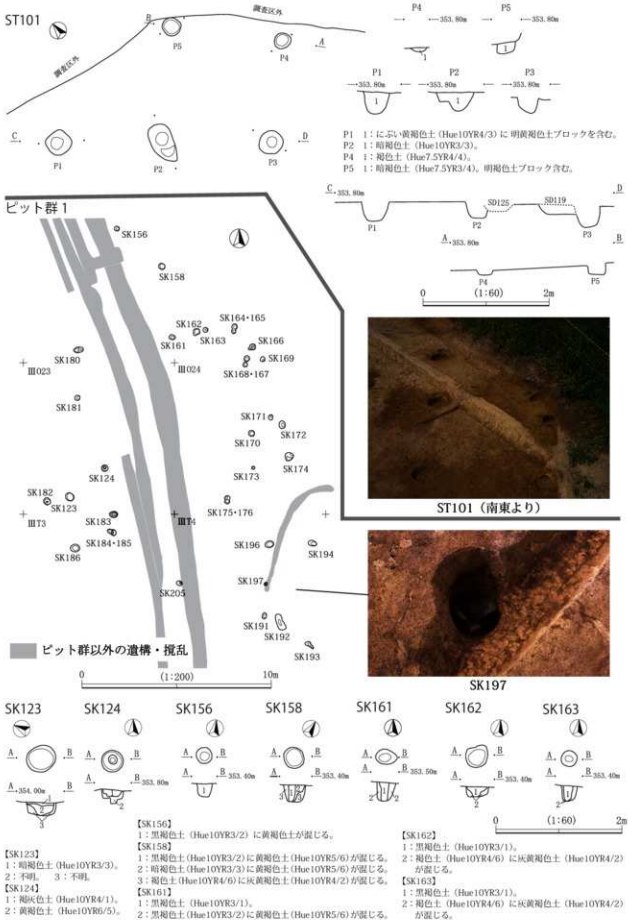 ST101
B
調査区外
調査区外
P5
P4
A
C
P1
P2
P3
D
P4
P5
353.80m
1
1
P1
P2
P3
353.80m
353.80m
353.80m
1
1
P1 1：にぶい黄褐色土（Hue10YR4/3）に 明黄褐色土ブロックを含む。
P2 1：暗褐色土（Hue10YR3/3）。
P4 1：褐色土（Hue7.5YR4/4）。
P5 1：暗褐色土（Hue7.5YR3/4）。明褐色土ブロック含む。
C 353.80m
D
SD125
SD119
P1
P2
P3
A 353.80m
B
P4
P5
0 (1:60) 2m
ピット群1
SK156
SK158
SK164・165
SK162
SK163
SK161
SK166
SK169
SK168・167
SK180
ⅢO23
ⅢO24
SK181
SK171
SK172
SK170
SK174
SK173
SK124
SK182
SK123
SK175・176
ⅢT3
SK183
ⅢT4
SK184・185
SK186
SK196
SK194
SK197
SK205
SK191
SK192
SK193
ピット群以外の遺構・撹乱
0 (1:200) 10m
ST101（南東より）
SK197
SK123
SK124
SK156
SK158
SK161
SK162
SK163
A B
A B
A B
A B
A B
A B
A B
A 354.00m B
A B 353.80m
A B 353.40m
A B 353.40m
A B 353.50m
A B 353.40m
A B 353.40m
0 (1:60) 2m
【SK123】
1：暗褐色土（Hue10YR3/3）。
2：不明。 3：不明。
【SK124】
1：褐灰色土（Hue10YR4/1）。
2：黄褐色土（Hue10YR6/5）。
【SK156】
1：黒褐色土（Hue10YR3/2）に黄褐色土が混じる。
【SK158】
1：黒褐色土（Hue10YR3/2）に黄褐色土（Hue10YR5/6）が混じる。
2：暗褐色土（Hue10YR3/3）に黄褐色土（Hue10YR5/6）が混じる。
3：褐色土（Hue10YR4/6）に灰黄褐色土（Hue10YR4/2）が混じる。
【SK161】
1：黒褐色土（Hue10YR3/1）。
2：黒褐色土（Hue10YR3/2）に黄褐色土（Hue10YR5/6）が混じる。
【SK162】
1：黒褐色土（Hue10YR3/1）。
2：褐色土（Hue10YR4/6）に灰黄褐色土（Hue10YR4/2）
が混じる。
【SK163】
1：黒褐色土（Hue10YR3/1）。
2：褐色土（Hue10YR4/6）に灰黄褐色土（Hue10YR4/2）
が混じる。